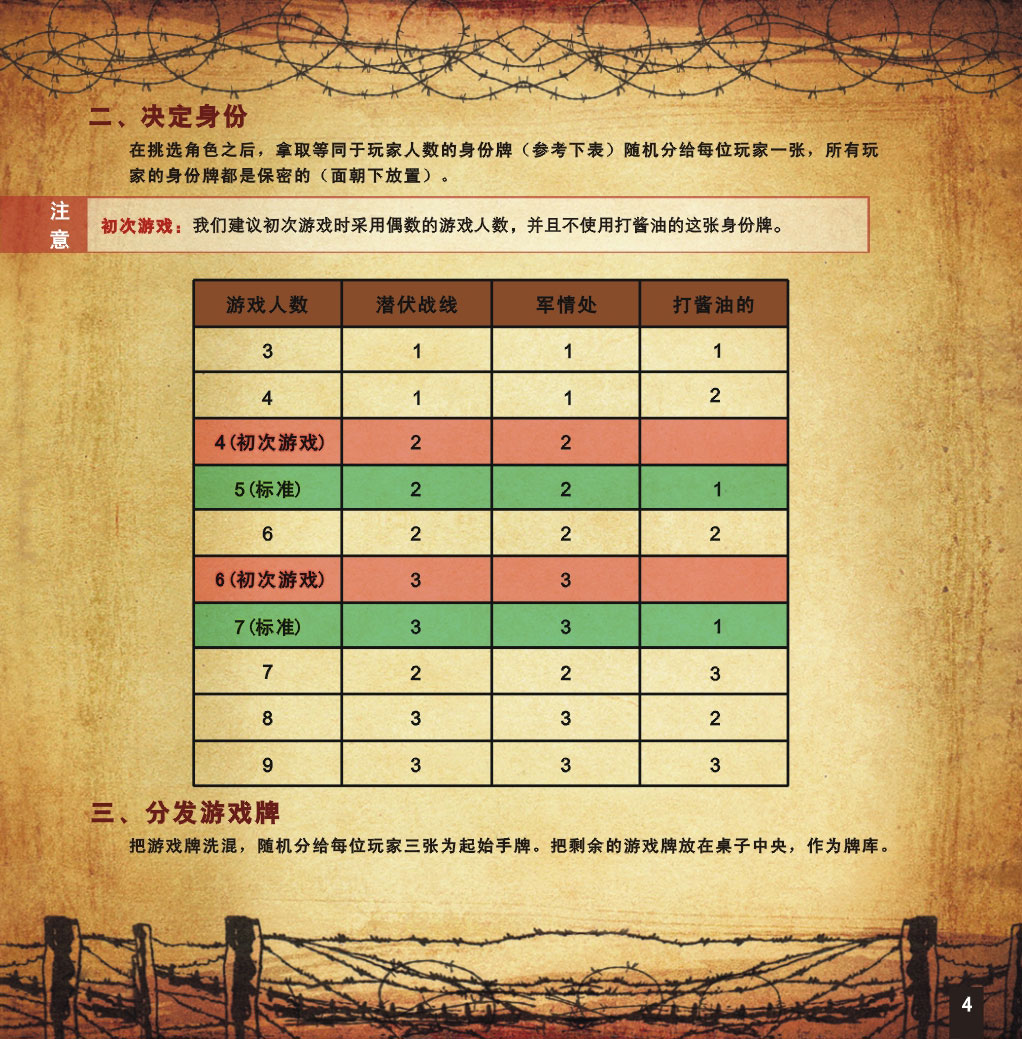 二、决定身份
在挑选角色之后，拿取等同于玩家人数的身份牌（参考下表）随机分给每位玩家一张，所有玩
家的身份牌都是保密的（面朝下放置）。
注意
初次游戏：我们建议初次游戏时采用偶数的游戏人数，并且不使用打酱油的这张身份牌。
游戏人数 潜伏战线 军情处 打酱油的
3 1 1 1
4 1 1 2
4(初次游戏) 2 2
5(标准) 2 2 1
6 2 2 2
6(初次游戏) 3 3
7(标准) 3 3 1
7 2 2 3
8 3 3 2
9 3 3 3
三、分发游戏牌
把游戏牌洗混，随机分给每位玩家三张为起始手牌。把剩余的游戏牌放在桌子中央，作为牌库。
4